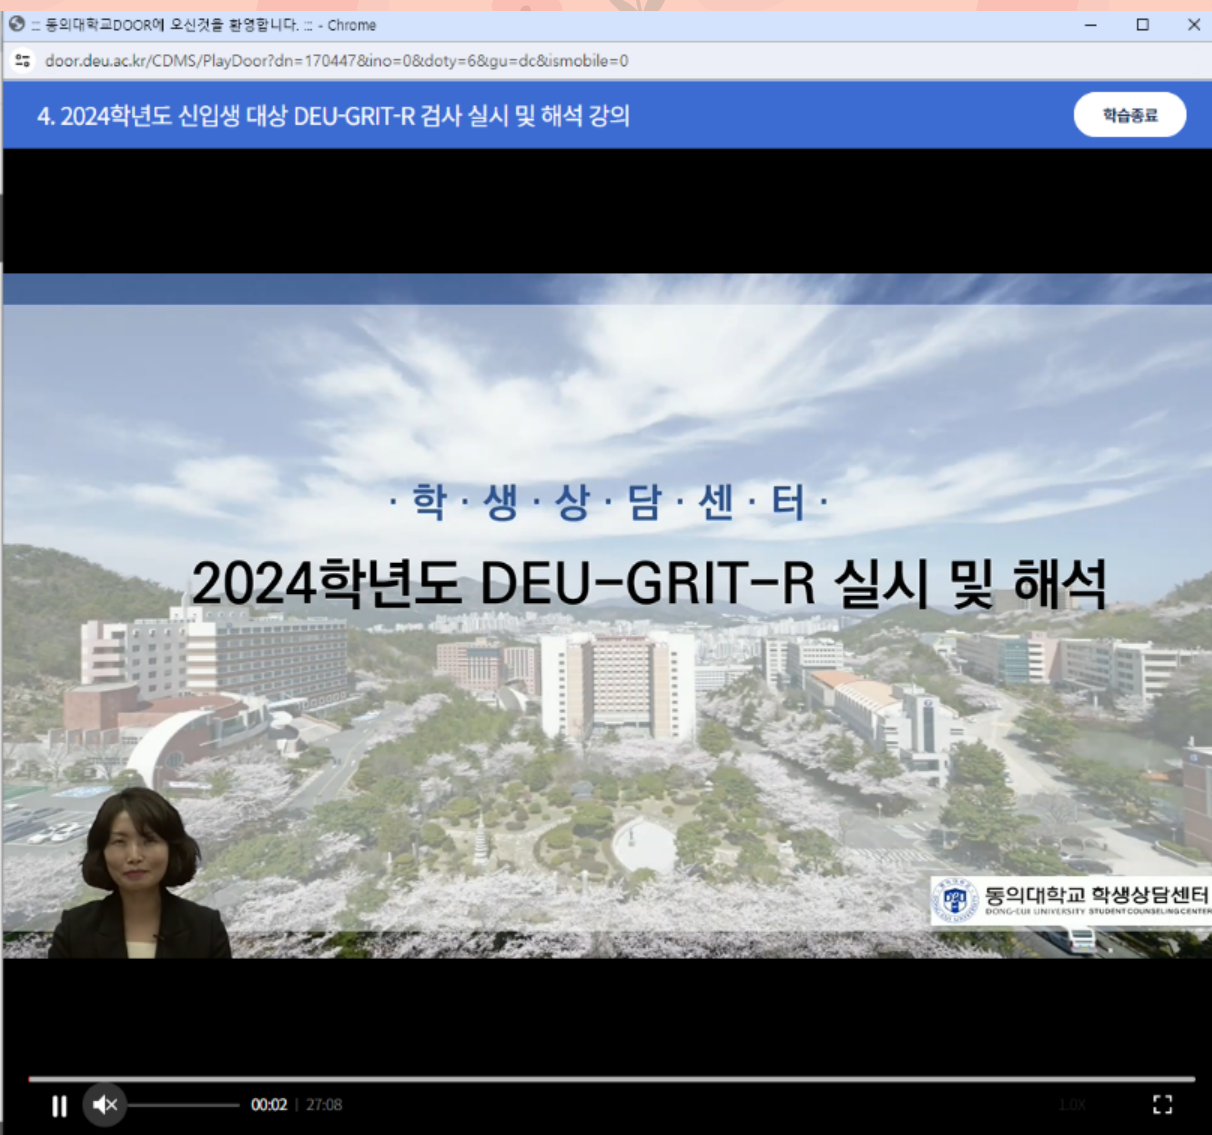 ::: 동의대학교DOOR에 오신것을 환영합니다. ::: - Chrome
door.deu.ac.kr/CDMS/PlayDoor?dn=170447&ino=0&doty=6&gu=dc&ismobile=0
4. 2024학년도 신입생 대상 DEU-GRIT-R 검사 실시 및 해석 강의
학습종료
·학·생·상·담·센·터·
2024학년도 DEU-GRIT-R 실시 및 해석
동의대학교 학생상담센터
DONG-EUI UNIVERSITY STUDENT COUNSELING CENTER
00:02 | 27:08
1.0X